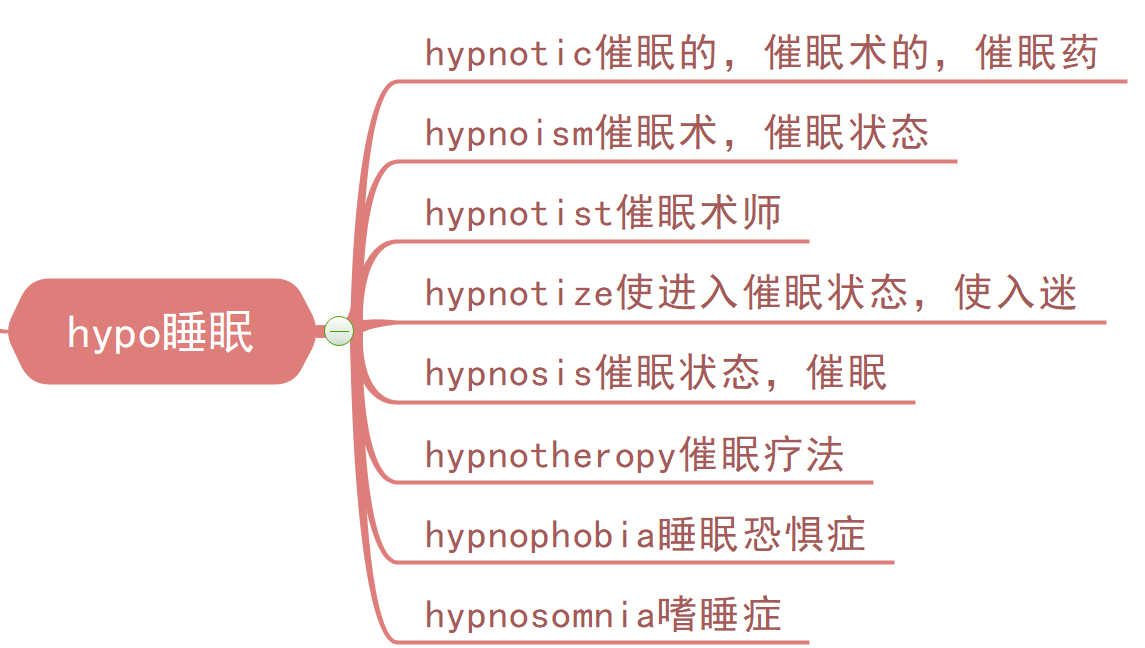 hypo睡眠
hypnotic催眠的，催眠术的，催眠药
hypnoism催眠术，催眠状态
hypnotist催眠术师
hypnotize使进入催眠状态，使入迷
hypnosis催眠状态，催眠
hypnotheropy催眠疗法
hypnophobia睡眠恐惧症
hypnosomnia嗜睡症